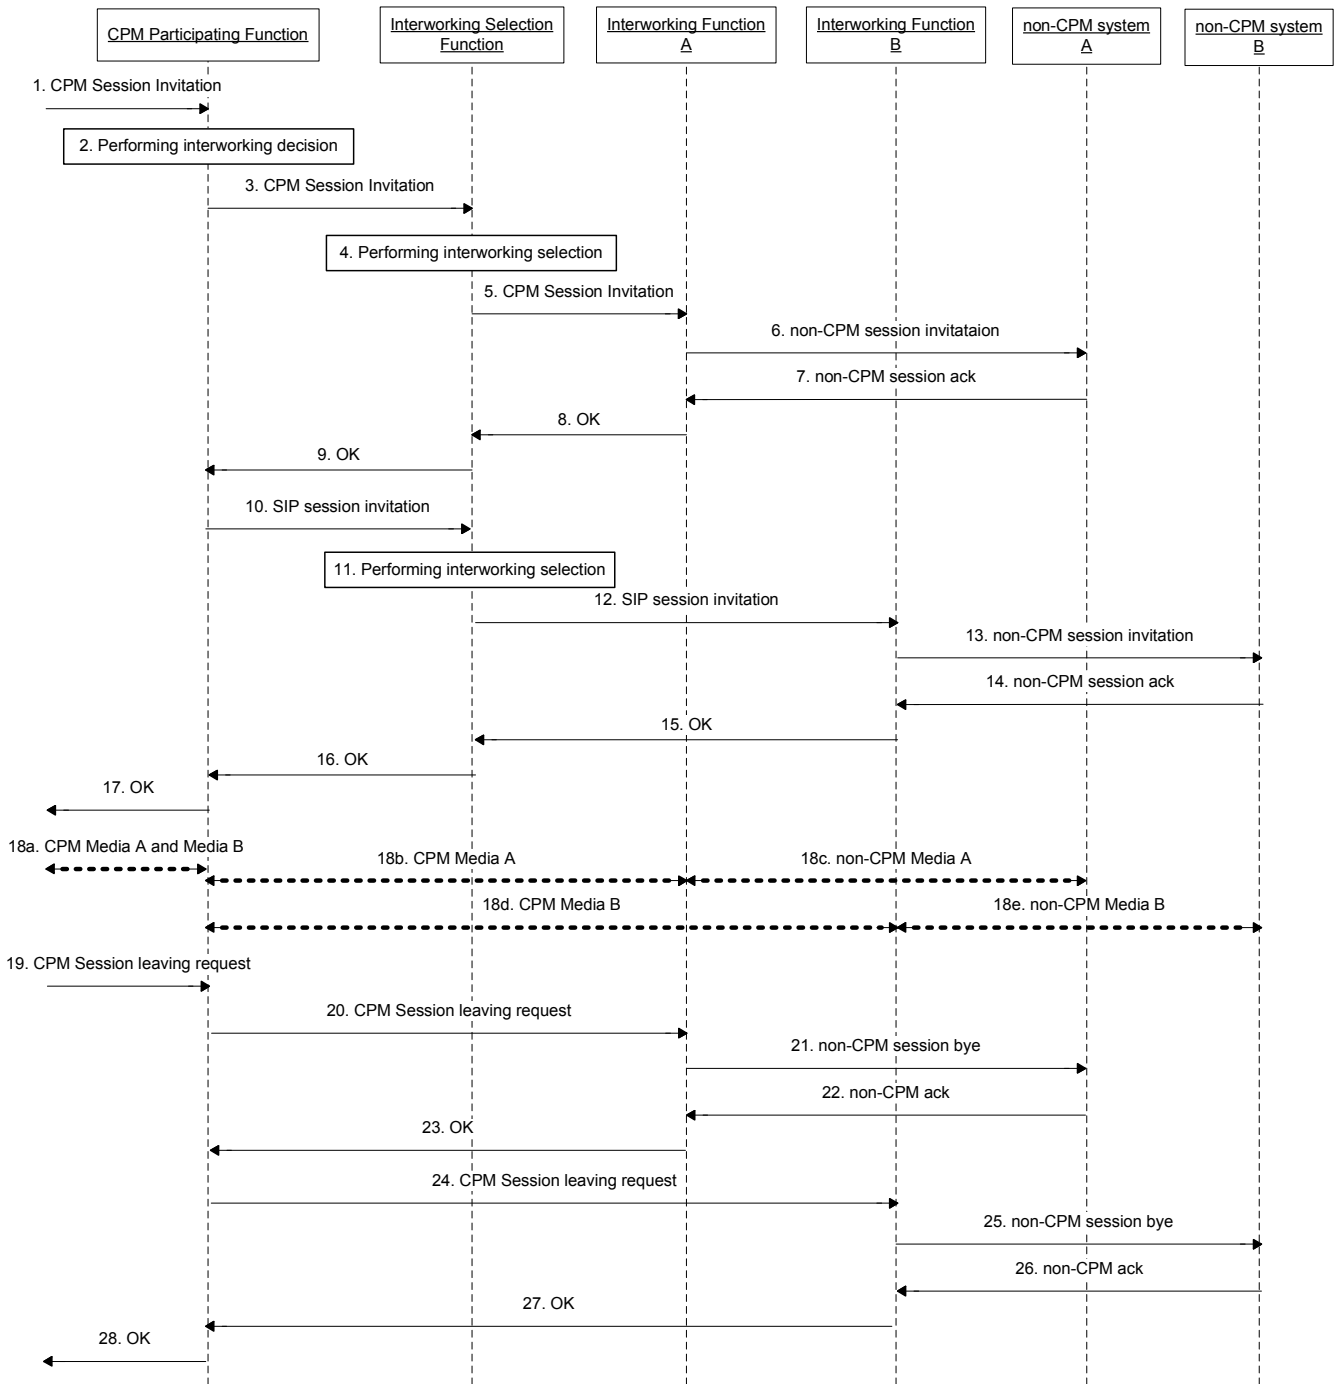 CPM Participating Function
Interworking Selection
Function
Interworking Function
A
Interworking Function
B
non-CPM system
A
non-CPM system
B
1. CPM Session Invitation
2. Performing interworking decision
3. CPM Session Invitation
4. Performing interworking selection
5. CPM Session Invitation
6. non-CPM session invitataion
7. non-CPM session ack
8. OK
9. OK
10. SIP session invitation
11. Performing interworking selection
12. SIP session invitation
13. non-CPM session invitation
14. non-CPM session ack
15. OK
16. OK
17. OK
18a. CPM Media A and Media B
18b. CPM Media A
18c. non-CPM Media A
18d. CPM Media B
18e. non-CPM Media B
19. CPM Session leaving request
20. CPM Session leaving request
21. non-CPM session bye
22. non-CPM ack
23. OK
24. CPM Session leaving request
25. non-CPM session bye
26. non-CPM ack
27. OK
28. OK